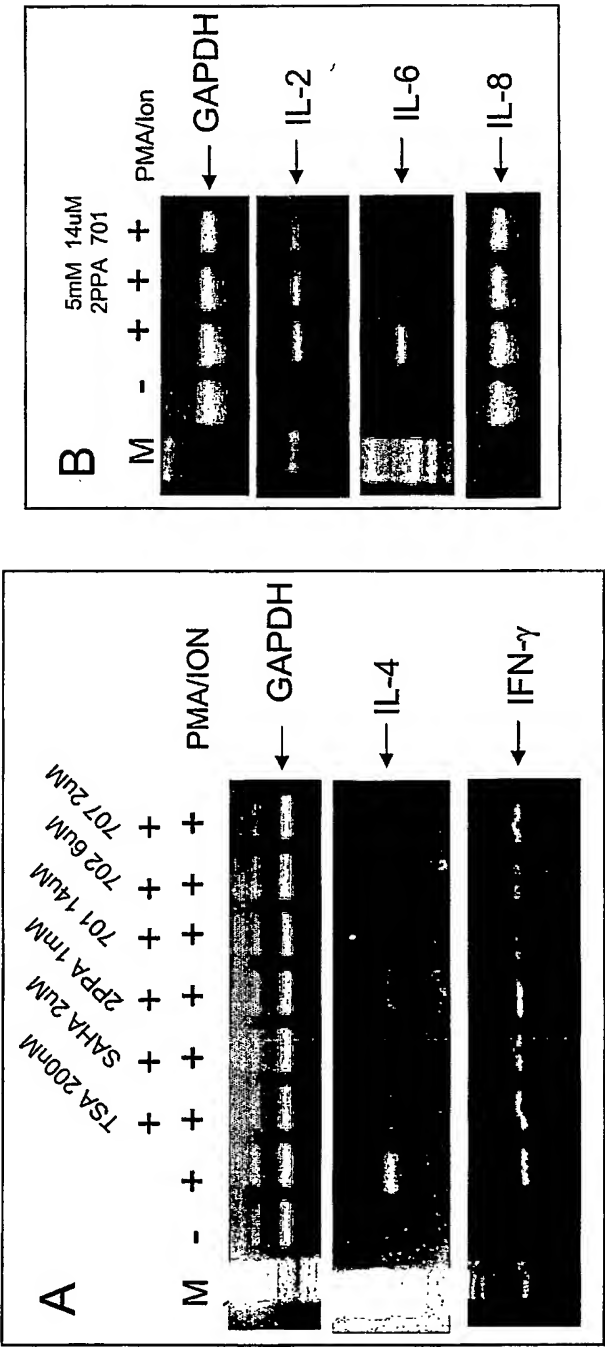 A
TSA 200nM
SAHA 2uM
2PPA 1mM
701 14uM
702 6uM
707 2uM
+ + + + + +
M - + + + + + + + PMA/ION
GAPDH
IL-4
IFN-γ
B
5mM 14uM
2PPA 701
M - + + + PMA/Ion
GAPDH
IL-2
IL-6
IL-8